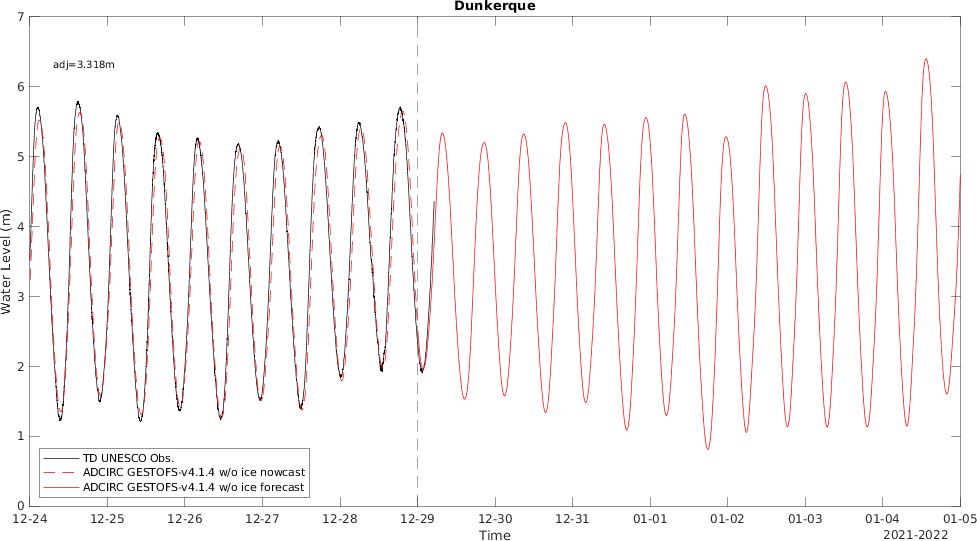 Dunkerque
7
6
5
4
3
2
1
0
Water Level (m)
adj=3.318m
TD UNESCO Obs.
ADCIRC GESTOFS-v4.1.4 w/o ice nowcast
ADCIRC GESTOFS-v4.1.4 w/o ice forecast
12-24 12-25 12-26 12-27 12-28 12-29 12-30 12-31 01-01 01-02 01-03 01-04 01-05
Time
2021-2022